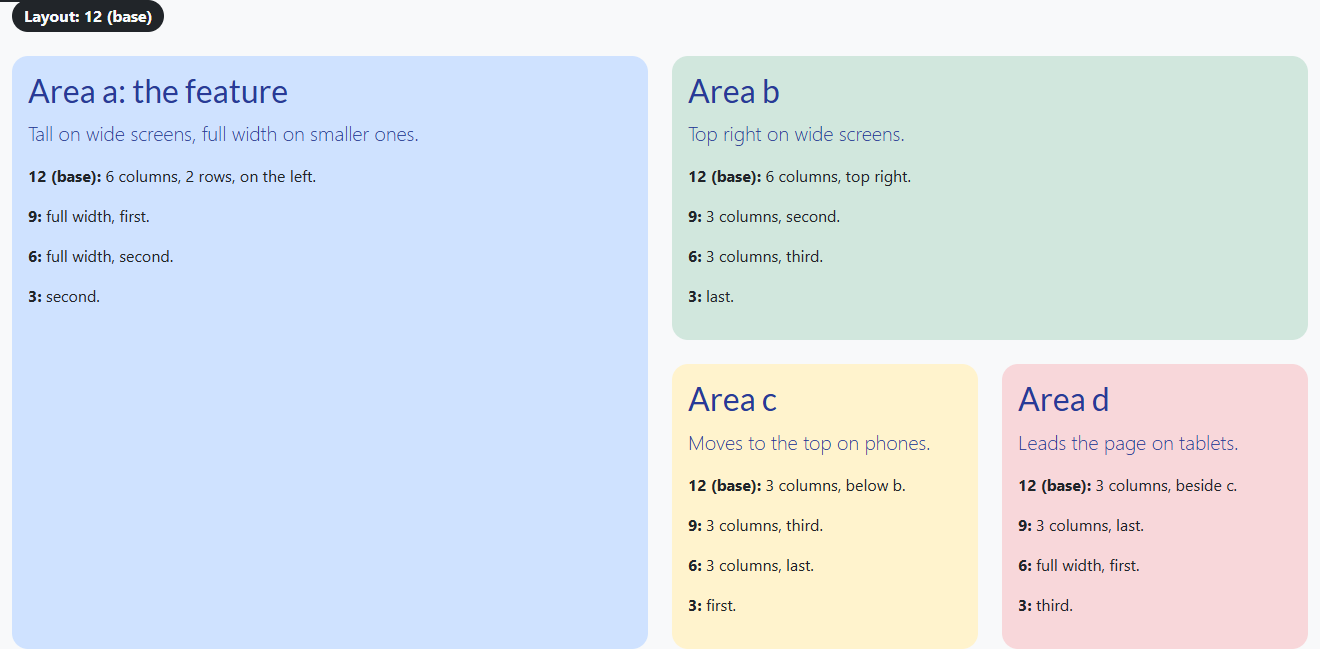 Layout: 12 (base)
Area a: the feature
Tall on wide screens, full width on smaller ones.
12 (base): 6 columns, 2 rows, on the left.
9: full width, first.
6: full width, second.
3: second.
Area b
Top right on wide screens.
12 (base): 6 columns, top right.
9: 3 columns, second.
6: 3 columns, third.
3: last.
Area c
Moves to the top on phones.
12 (base): 3 columns, below b.
9: 3 columns, third.
6: 3 columns, last.
3: first.
Area d
Leads the page on tablets.
12 (base): 3 columns, beside c.
9: 3 columns, last.
6: full width, first.
3: third.